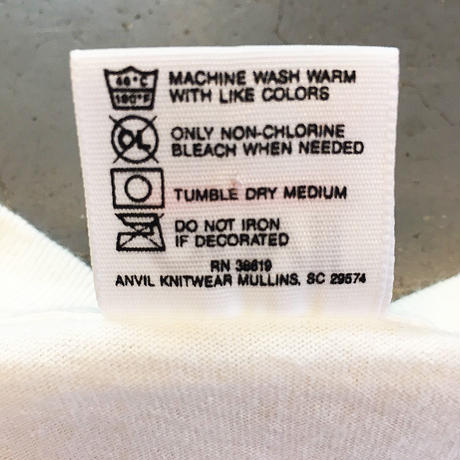 40°C
MACHINE WASH WARM
WITH LIKE COLORS
ONLY NON-CHLORINE
BLEACH WHEN NEEDED
TUMBLE DRY MEDIUM
DO NOT IRON
IF DECORATED
RN 38619
ANVIL KNITWEAR MULLINS, SC 29574